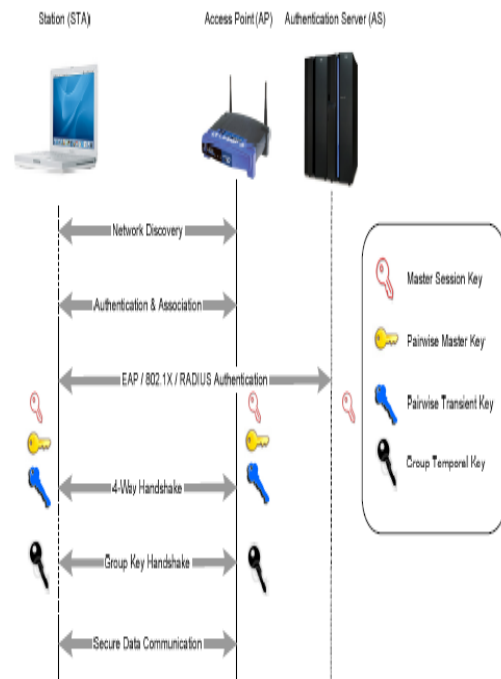 Station (STA)
Access Point (AP)
Authentication Server (AS)
Network Discovery
Authentication & Association
EAP / 802.1X / RADIUS Authentication
4-Way Handshake
Group Key Handshake
Secure Data Communication
Master Session Key
Pairwise Master Key
Pairwise Transient Key
Group Temporal Key